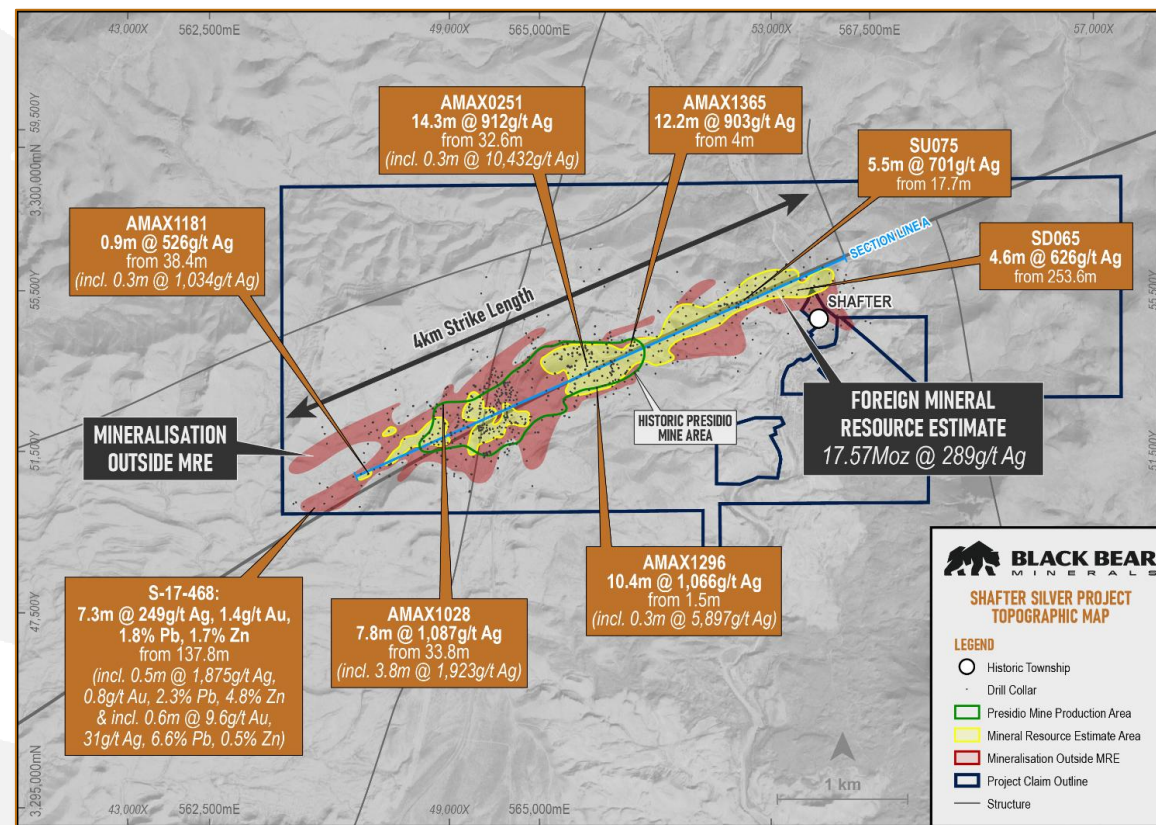 43,000X
562,500mE
49,000X
565,000mE
53,000X
567,500mE
57,000X
59,500Y
3,300,000mN
55,500Y
51,500Y
47,500Y
3,295,000mN
AMAX0251
14.3m @ 912g/t Ag
from 32.6m
(incl. 0.3m @ 10,432g/t Ag)
AMAX1365
12.2m @ 903g/t Ag
from 4m
SU075
5.5m @ 701g/t Ag
from 17.7m
AMAX1181
0.9m @ 526g/t Ag
from 38.4m
(incl. 0.3m @ 1,034g/t Ag)
SD065
4.6m @ 626g/t Ag
from 253.6m
SECTION LINE A
4km Strike Length
SHAFTER
55,500Y
MINERALISATION
OUTSIDE MRE
HISTORIC PRESIDIO
MINE AREA
FOREIGN MINERAL
RESOURCE ESTIMATE
17.57Moz @ 289g/t Ag
51,500Y
S-17-468:
7.3m @ 249g/t Ag, 1.4g/t Au,
1.8% Pb, 1.7% Zn
from 137.8m
(incl. 0.5m @ 1,875g/t Ag,
0.8g/t Au, 2.3% Pb, 4.8% Zn
& incl. 0.6m @ 9.6g/t Au,
31g/t Ag, 6.6% Pb, 0.5% Zn)
AMAX1028
7.8m @ 1,087g/t Ag
from 33.8m
(incl. 3.8m @ 1,923g/t Ag)
AMAX1296
10.4m @ 1,066g/t Ag
from 1.5m
(incl. 0.3m @ 5,897g/t Ag)
1 km
BLACK BEAR
MINERALS
SHAFTER SILVER PROJECT
TOPOGRAPHIC MAP
LEGEND
Historic Township
Drill Collar
Presidio Mine Production Area
Mineral Resource Estimate Area
Mineralisation Outside MRE
Project Claim Outline
Structure
43,000X
562,500mE
49,000X
565,000mE